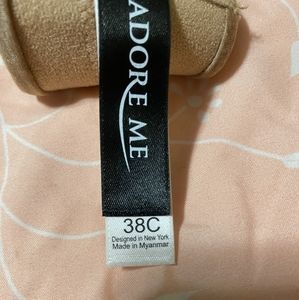 ADORE ME
38C
Designed in New York
Made in Myanmar